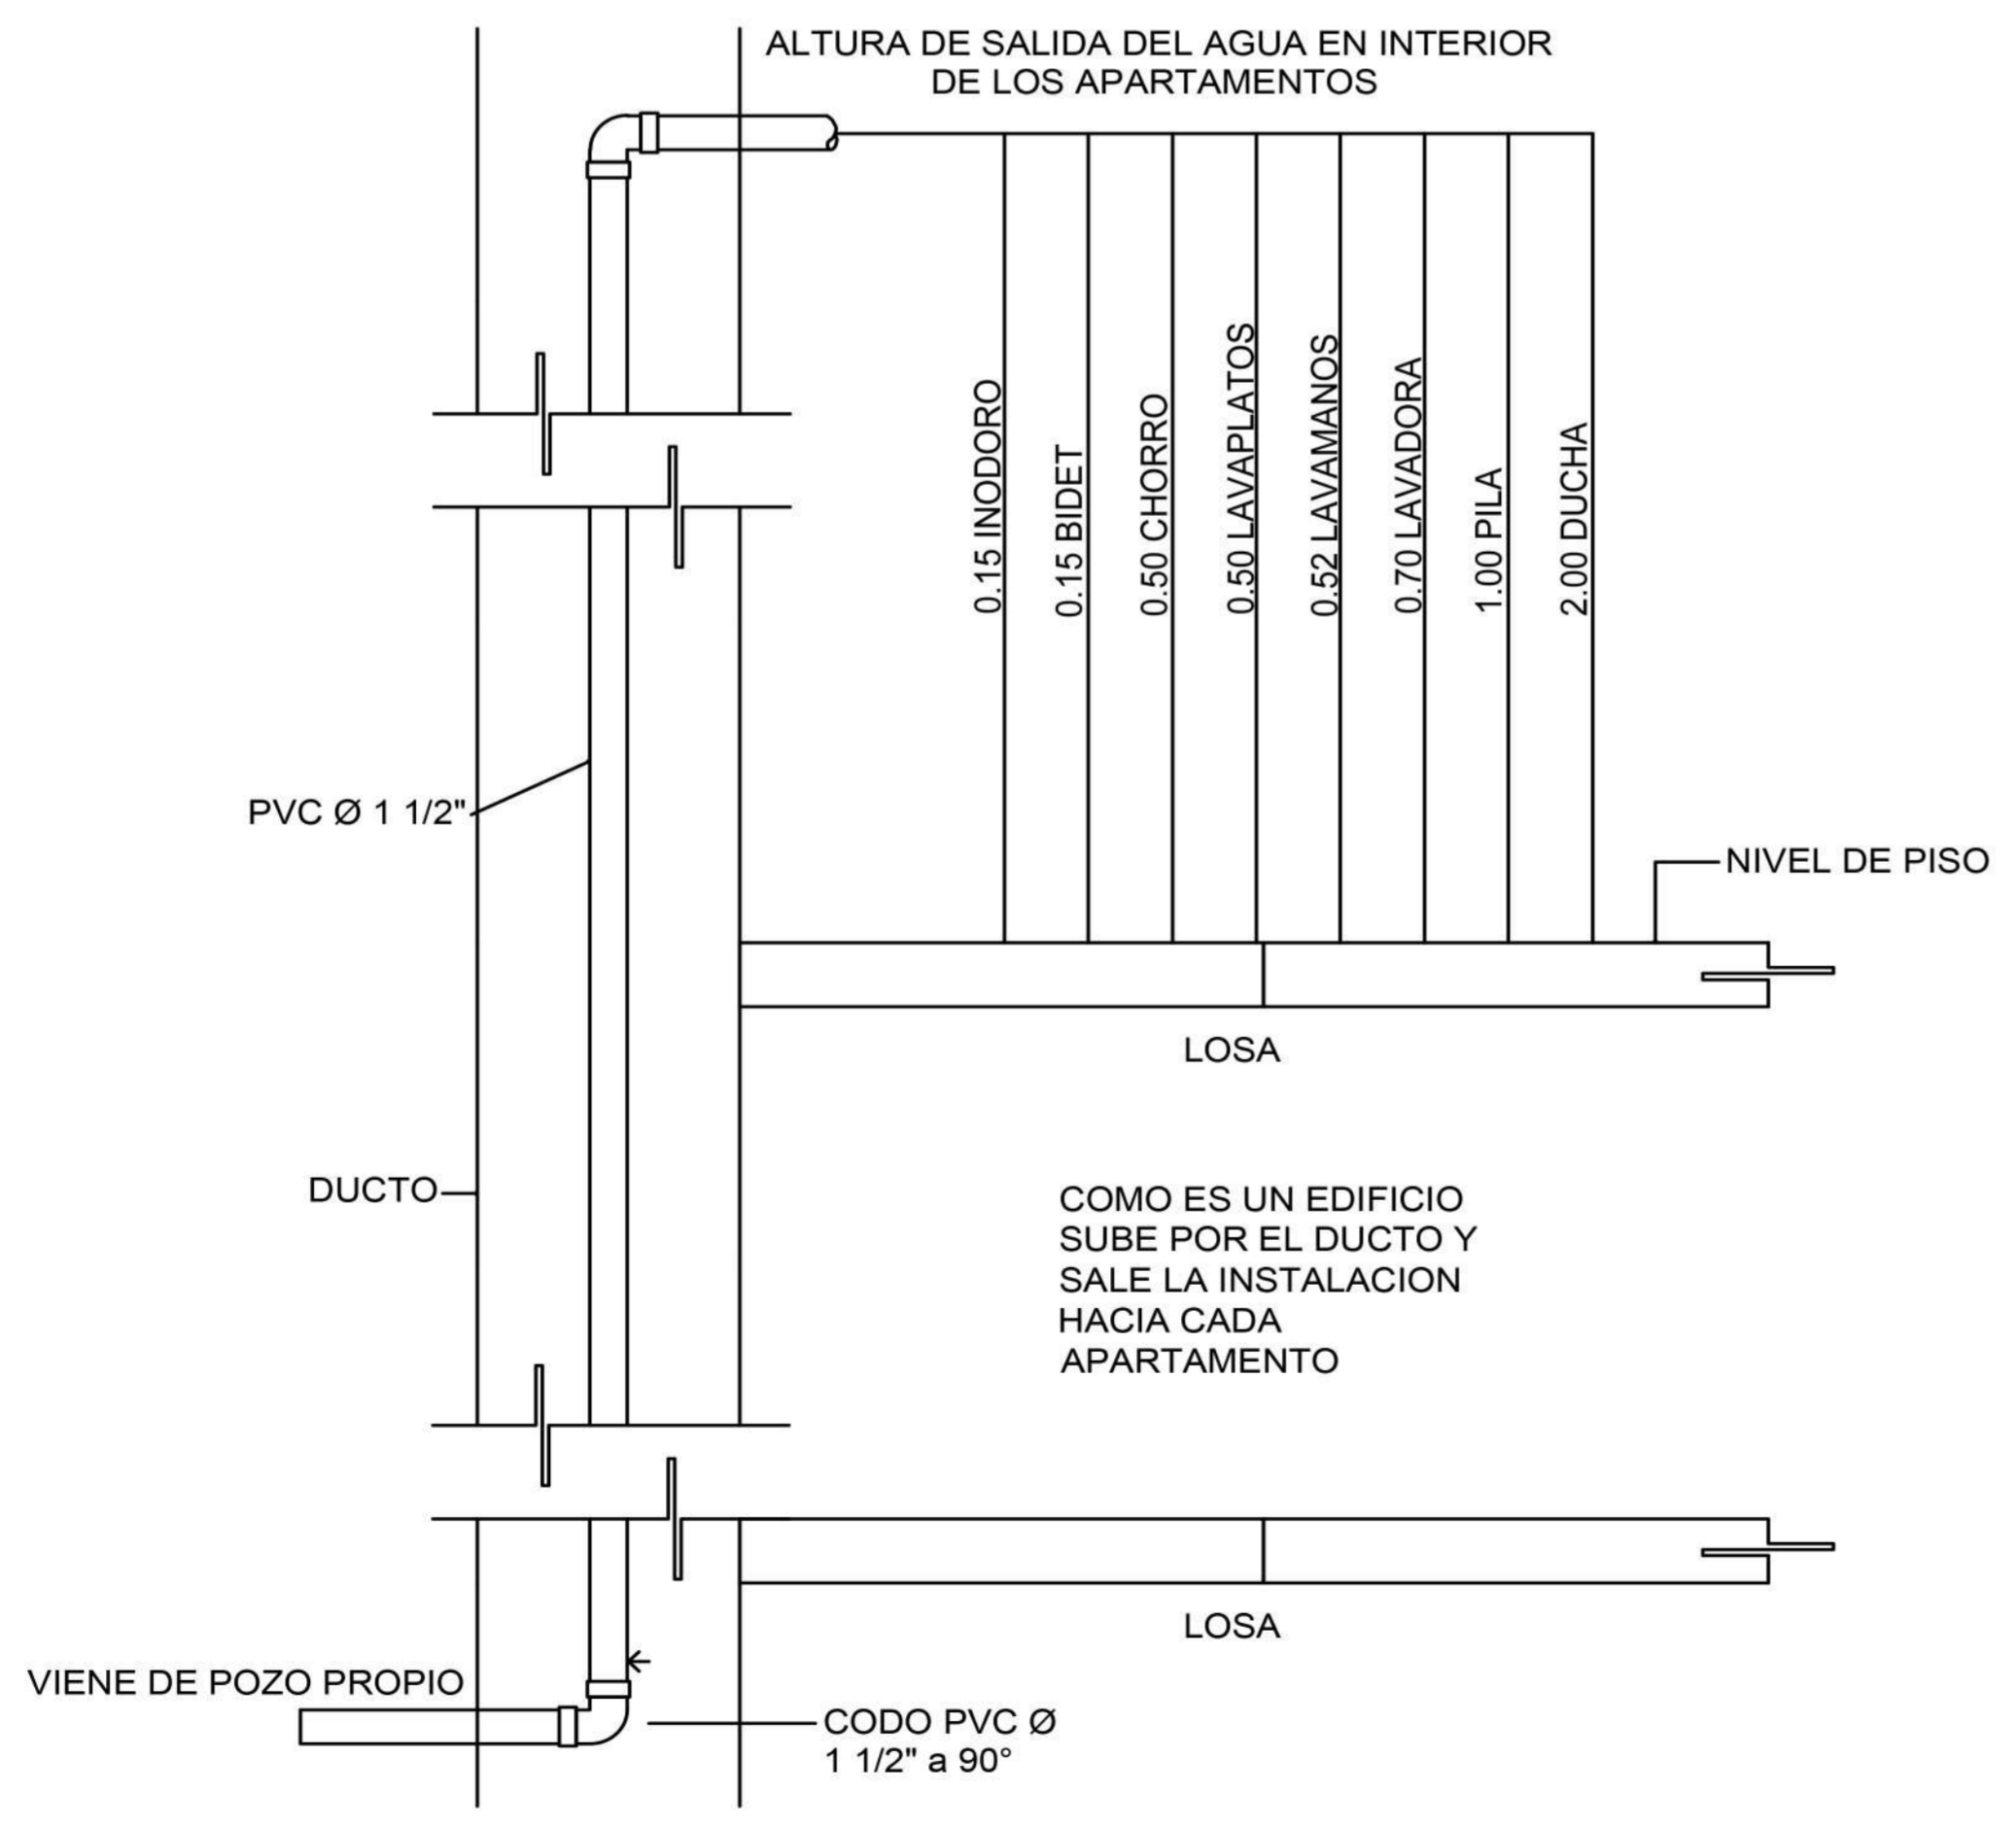 ALTURA DE SALIDA DEL AGUA EN INTERIOR
DE LOS APARTAMENTOS
0.15 INODORO
0.15 BIDET
0.50 CHORRO
0.50 LAVAPLATOS
0.52 LAVAMANOS
0.70 LAVADORA
1.00 PILA
2.00 DUCHA
PVC Ø 1 1/2"
NIVEL DE PISO
LOSA
DUCTO
COMO ES UN EDIFICIO
SUBE POR EL DUCTO Y
SALE LA INSTALACION
HACIA CADA
APARTAMENTO
LOSA
VIENE DE POZO PROPIO
CODO PVC Ø
1 1/2" a 90°